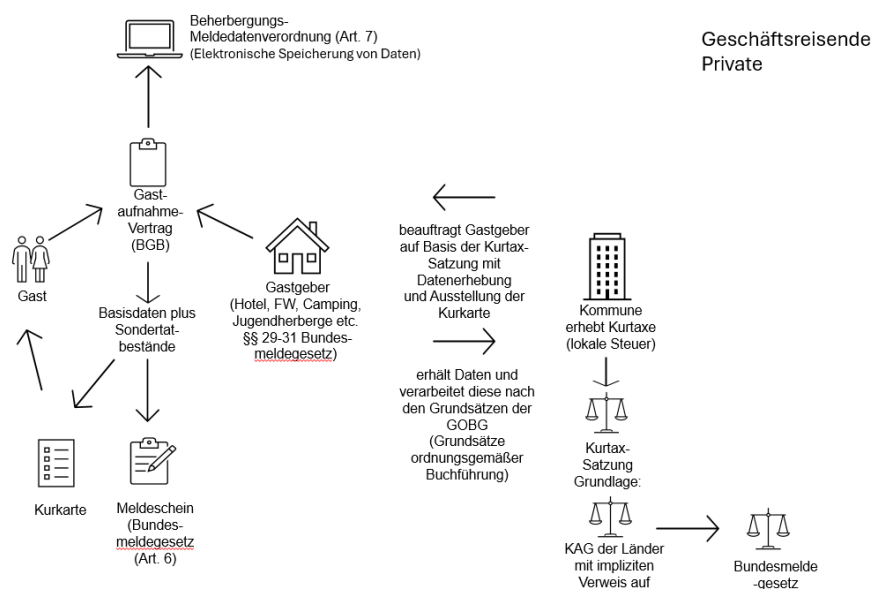 Beherbergungs-
Meldedatenverordnung (Art. 7)
(Elektronische Speicherung von Daten)
Geschäftsreisende
Private
Gast-
aufnahme-
Vertrag
(BGB)
Gast
Gastgeber
(Hotel, FW, Camping,
Jugendherberge etc.
§§ 29-31 Bundes-
meldegesetz)
Basisdaten plus
Sondertat-
bestände
Kurkarte
Meldeschein
(Bundes-
meldegesetz
(Art. 6)
beauftragt Gastgeber
auf Basis der Kurtax-
Satzung mit
Datenerhebung
und Ausstellung der
Kurkarte
erhält Daten und
verarbeitet diese nach
den Grundsätzen der
GOBG
(Grundsätze
ordnungsgemäßer
Buchführung)
Kommune
erhebt Kurtaxe
(lokale Steuer)
Kurtax-
Satzung
Grundlage:
KAG der Länder
mit impliziten
Verweis auf
Bundesmelde
-gesetz